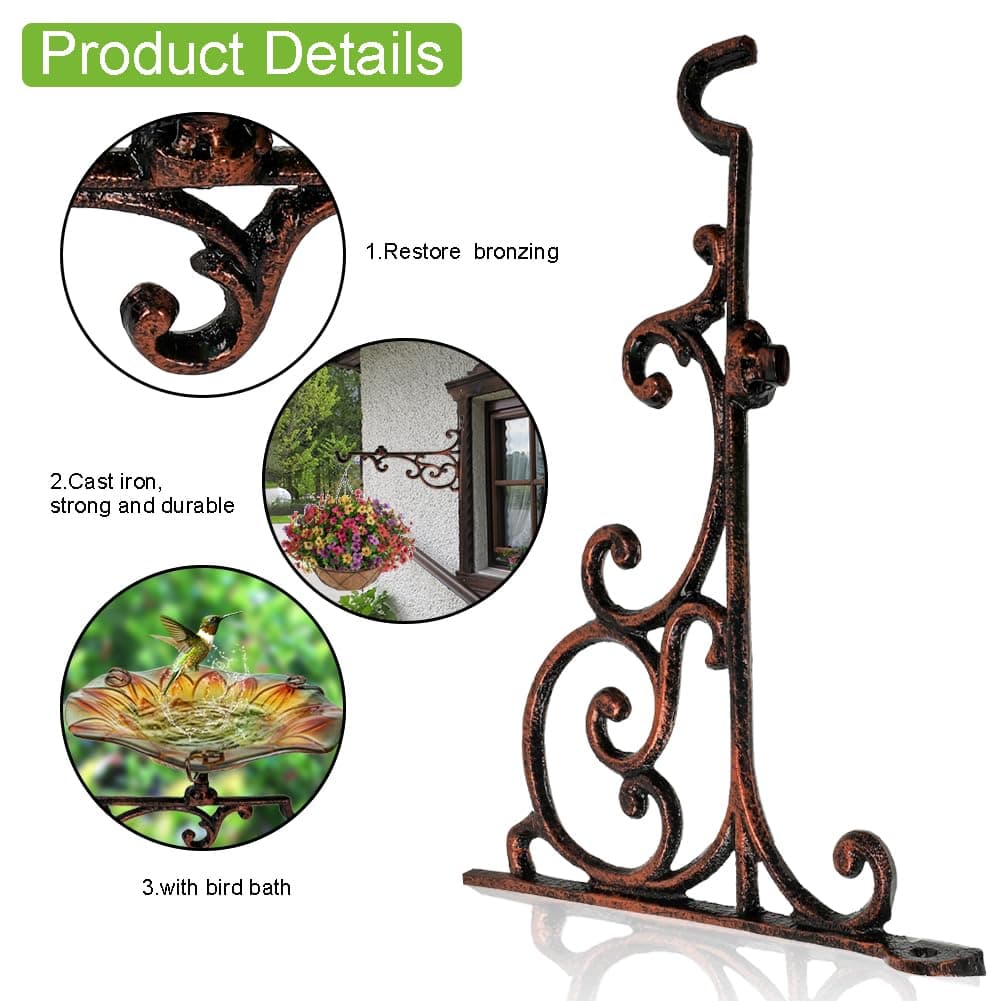 Product Details
1.Restore bronzing
2.Cast iron,
strong and durable
3.with bird bath